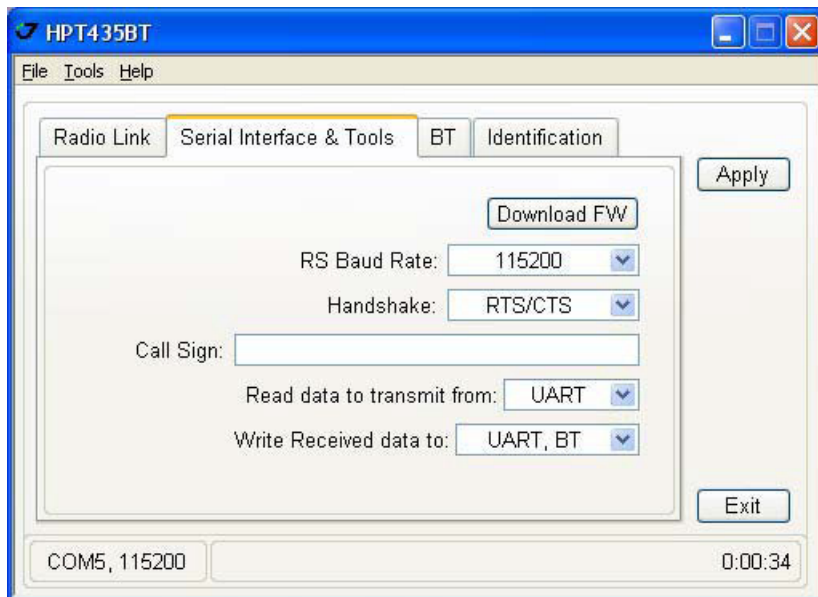 HPT435BT
File Tools Help
Radio Link Serial Interface & Tools BT Identification
Apply
Download FW
RS Baud Rate: 115200
Handshake: RTS/CTS
Call Sign:
Read data to transmit from: UART
Write Received data to: UART, BT
Exit
COM5, 115200 0:00:34